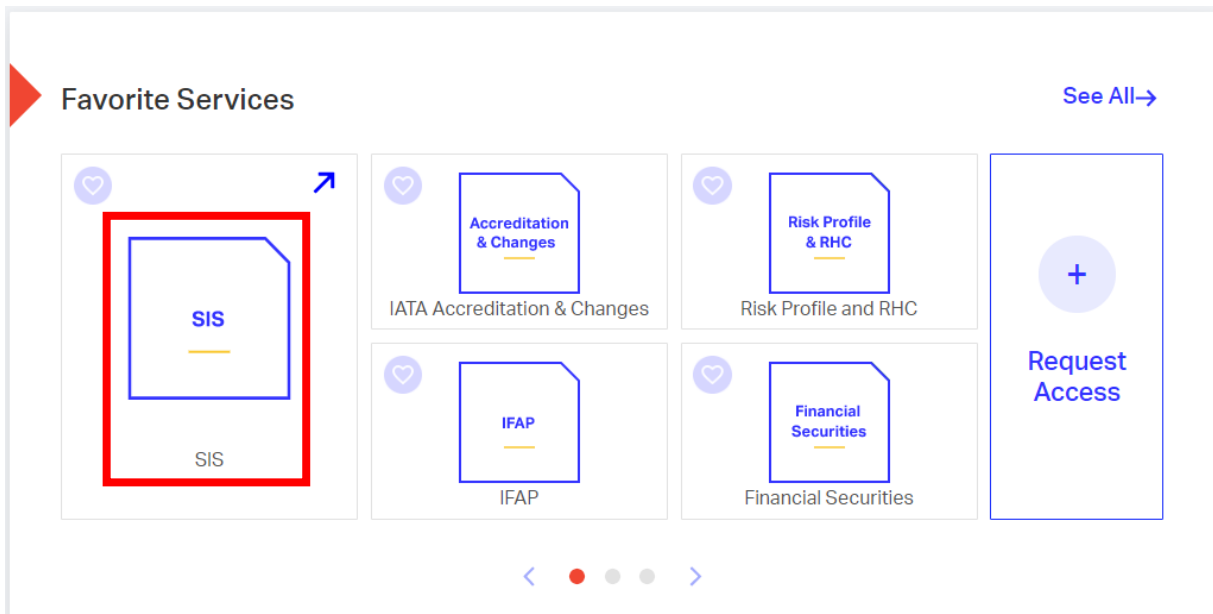 Favorite Services
See All→
SIS
SIS
Accreditation
& Changes
IATA Accreditation & Changes
Risk Profile
& RHC
Risk Profile and RHC
IFAP
IFAP
Financial
Securities
Financial Securities
+
Request
Access